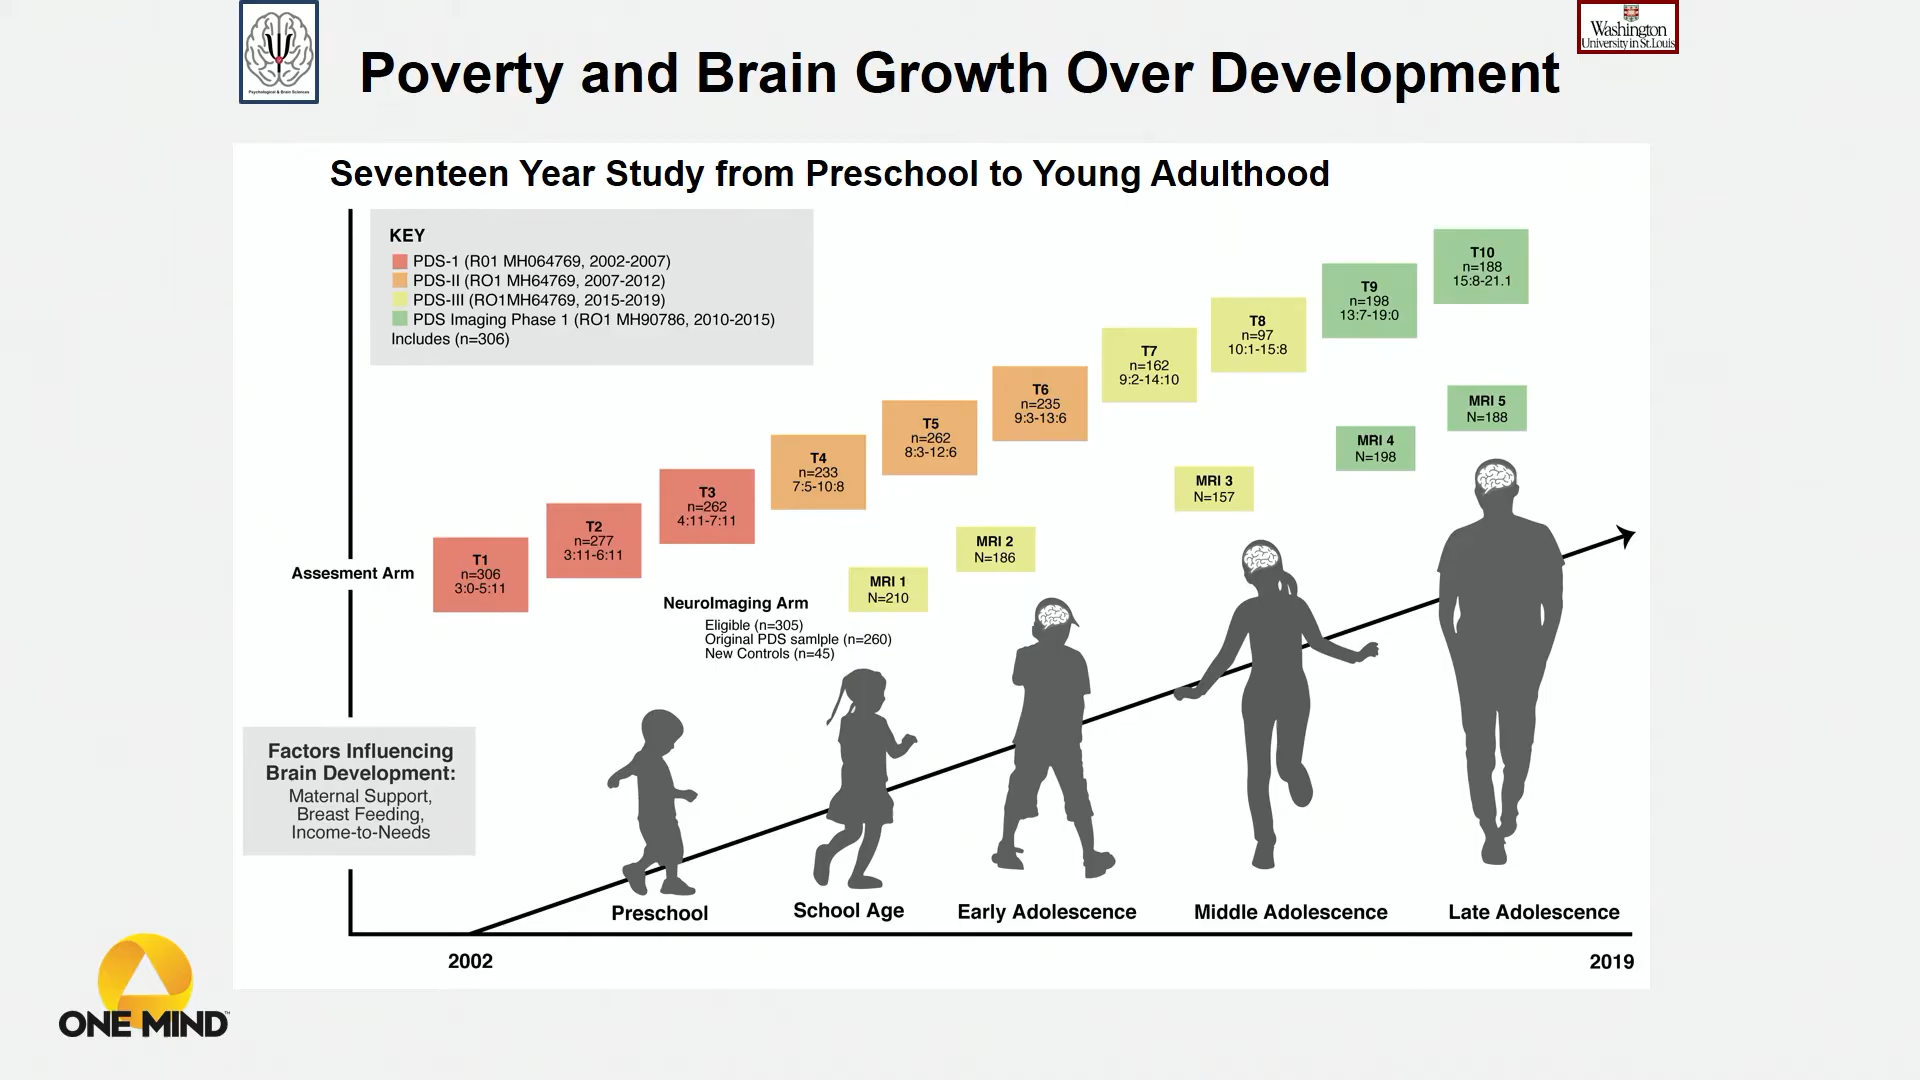 Psychological & Brain Sciences
Washington
University in St. Louis
Poverty and Brain Growth Over Development
Seventeen Year Study from Preschool to Young Adulthood
KEY
PDS-1 (R01 MH064769, 2002-2007)
PDS-II (RO1 MH64769, 2007-2012)
PDS-III (RO1MH64769, 2015-2019)
PDS Imaging Phase 1 (RO1 MH90786, 2010-2015)
Includes (n=306)
Assesment Arm
T1
n=306
3:0-5:11
T2
n=277
3:11-6:11
T3
n=262
4:11-7:11
T4
n=233
7:5-10:8
T5
n=262
8:3-12:6
T6
n=235
9:3-13:6
T7
n=162
9:2-14:10
T8
n=97
10:1-15:8
T9
n=198
13:7-19:0
T10
n=188
15:8-21.1
NeuroImaging Arm
Eligible (n=305)
Original PDS samlple (n=260)
New Controls (n=45)
MRI 1
N=210
MRI 2
N=186
MRI 3
N=157
MRI 4
N=198
MRI 5
N=188
Factors Influencing
Brain Development:
Maternal Support,
Breast Feeding,
Income-to-Needs
Preschool
School Age
Early Adolescence
Middle Adolescence
Late Adolescence
2002
2019
ONE MIND™